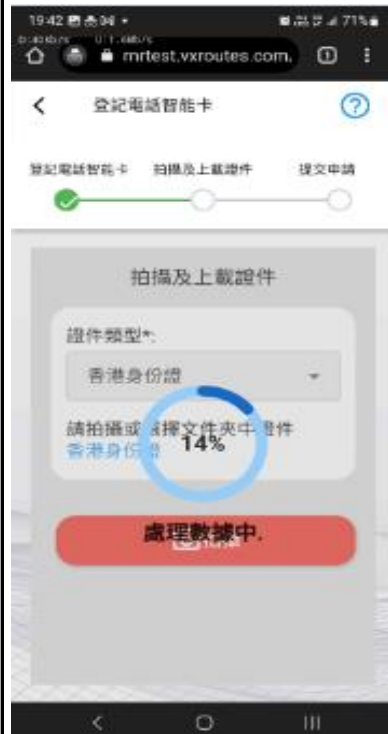 19:42
71%
mrtest.vxroutes.com.
登記電話智能卡
登記電話智能卡 拍攝及上載證件 提交申請
拍攝及上載證件
證件類型*:
香港身份證
請拍攝或選擇文件夾中證件
香港身份證
14%
處理數據中.